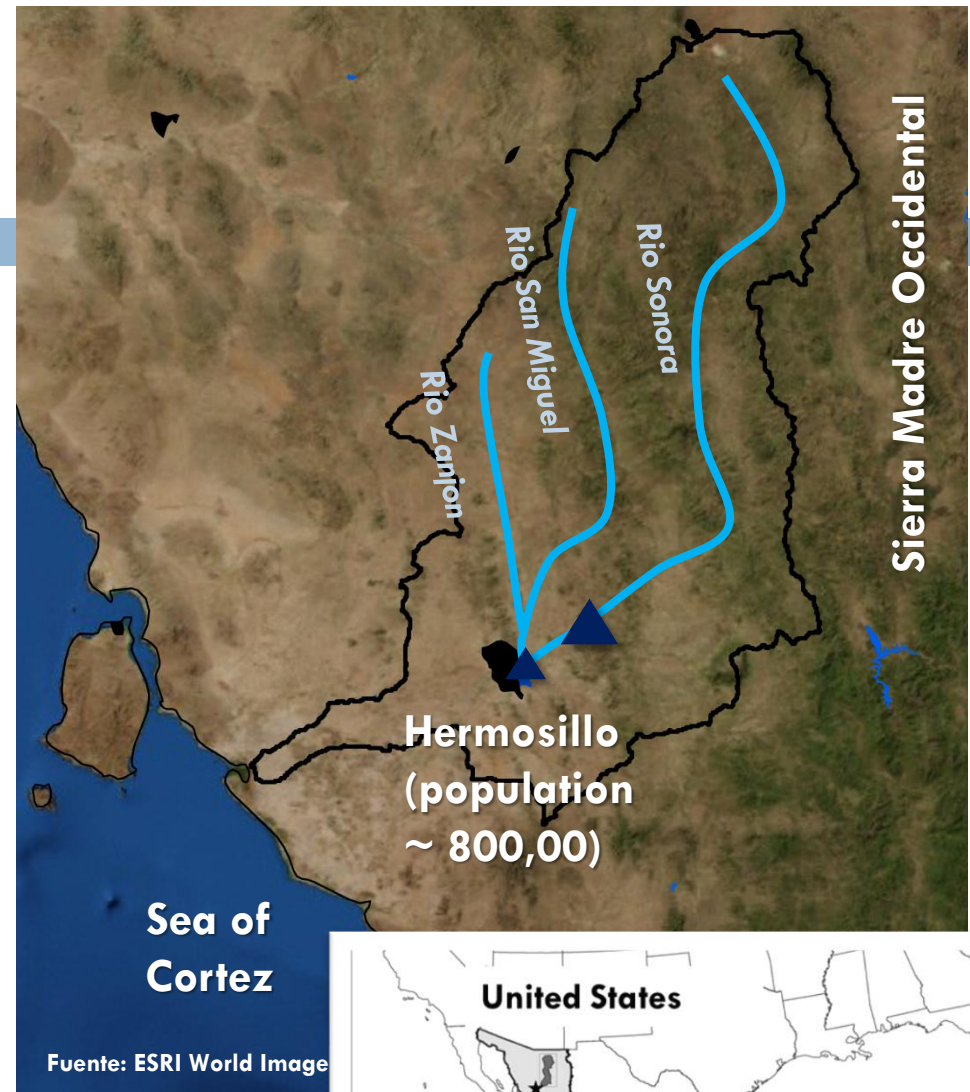 Sierra Madre Occidental
Rio Sonora
Rio San Miguel
Rio Zanjon
Hermosillo
(population
~ 800,00)
Sea of
Cortez
United States
Fuente: ESRI World Image